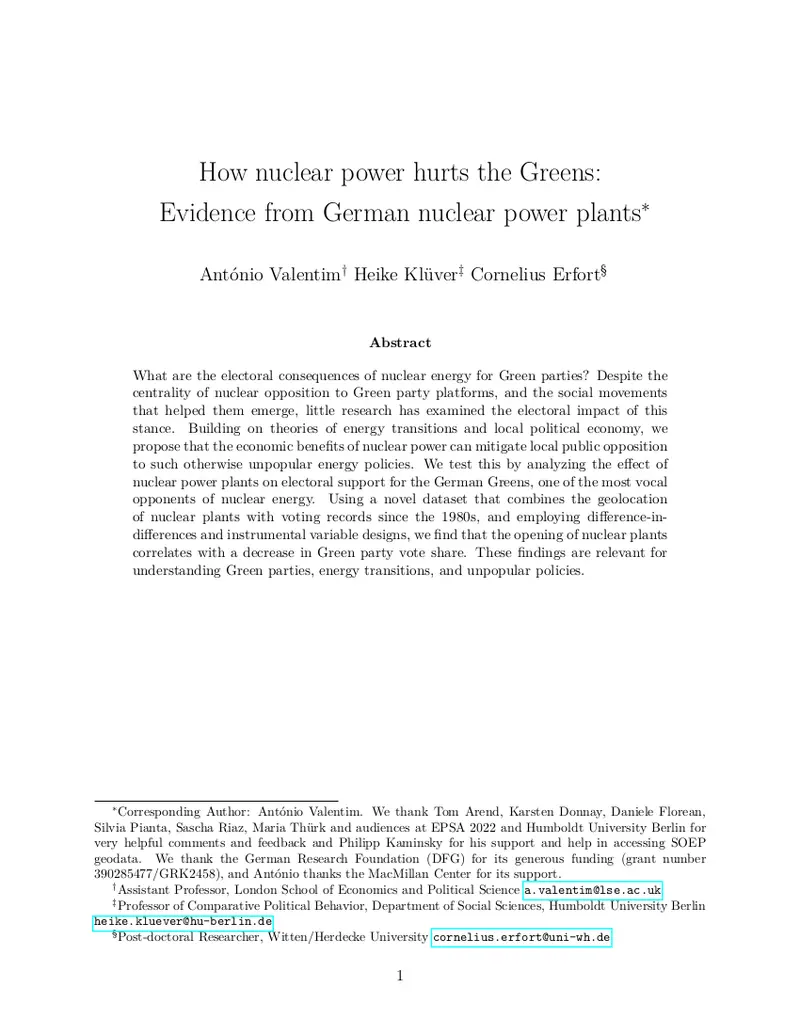 How nuclear power hurts the Greens:
Evidence from German nuclear power plants*
António Valentim† Heike Klüver‡ Cornelius Erfort§
Abstract
What are the electoral consequences of nuclear energy for Green parties? Despite the
centrality of nuclear opposition to Green party platforms, and the social movements
that helped them emerge, little research has examined the electoral impact of this
stance. Building on theories of energy transitions and local political economy, we
propose that the economic benefits of nuclear power can mitigate local public opposition
to such otherwise unpopular energy policies. We test this by analyzing the effect of
nuclear power plants on electoral support for the German Greens, one of the most vocal
opponents of nuclear energy. Using a novel dataset that combines the geolocation
of nuclear plants with voting records since the 1980s, and employing difference-in-
differences and instrumental variable designs, we find that the opening of nuclear plants
correlates with a decrease in Green party vote share. These findings are relevant for
understanding Green parties, energy transitions, and unpopular policies.
*Corresponding Author: António Valentim. We thank Tom Arend, Karsten Donnay, Daniele Florean,
Silvia Pianta, Sascha Riaz, Maria Thürk and audiences at EPSA 2022 and Humboldt University Berlin for
very helpful comments and feedback and Philipp Kaminsky for his support and help in accessing SOEP
geodata. We thank the German Research Foundation (DFG) for its generous funding (grant number
390285477/GRK2458), and António thanks the MacMillan Center for its support.
†Assistant Professor, London School of Economics and Political Science a.valentim@lse.ac.uk
‡Professor of Comparative Political Behavior, Department of Social Sciences, Humboldt University Berlin
heike.kluever@hu-berlin.de
§Post-doctoral Researcher, Witten/Herdecke University cornelius.erfort@uni-wh.de
1